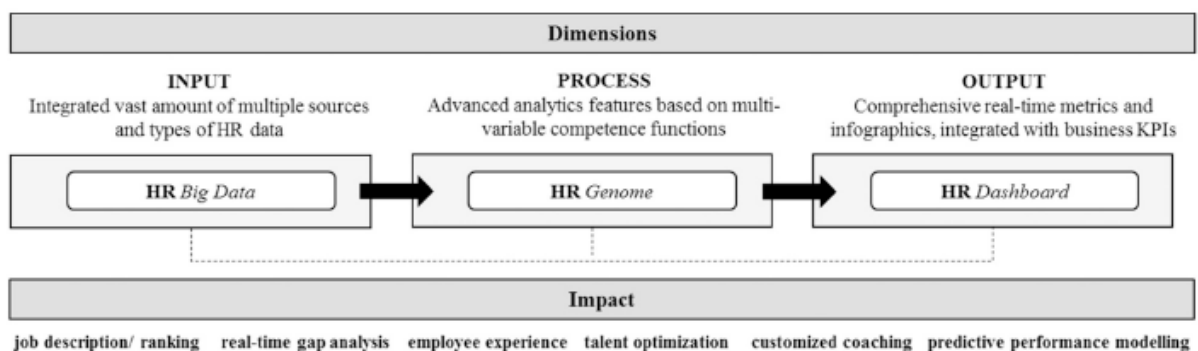 Dimensions
INPUT
Integrated vast amount of multiple sources
and types of HR data
HR Big Data
PROCESS
Advanced analytics features based on multi-
variable competence functions
HR Genome
OUTPUT
Comprehensive real-time metrics and
infographics, integrated with business KPIs
HR Dashboard
Impact
job description/ ranking real-time gap analysis employee experience talent optimization customized coaching predictive performance modelling